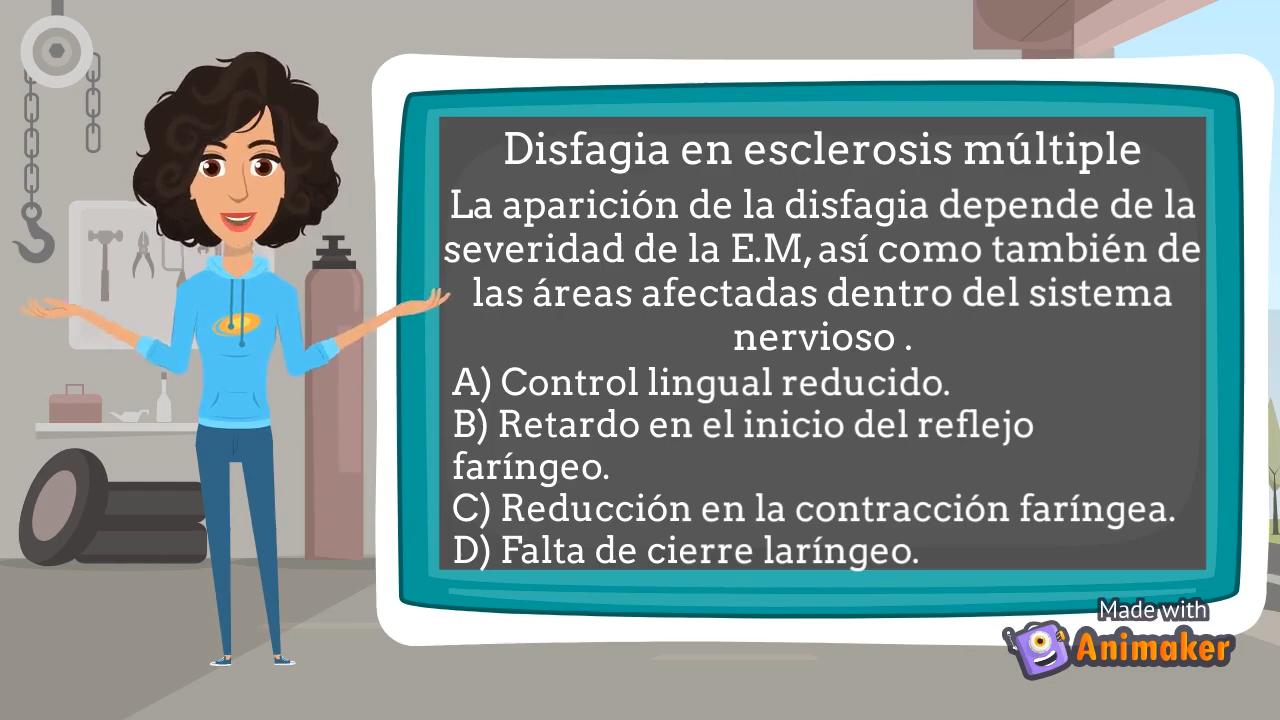 Disfagia en esclerosis múltiple
La aparición de la disfagia depende de la
severidad de la E.M, así como también de
las áreas afectadas dentro del sistema
nervioso .
A) Control lingual reducido.
B) Retardo en el inicio del reflejo
faríngeo.
C) Reducción en la contracción faríngea.
D) Falta de cierre laríngeo.
Made with
Animaker